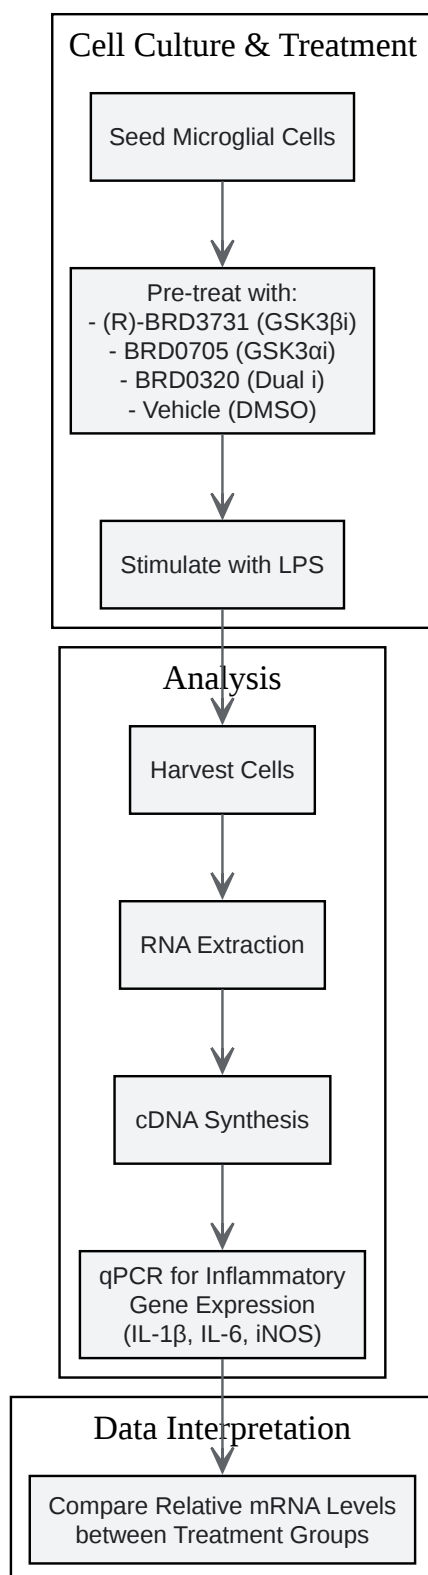 Cell Culture & Treatment
Seed Microglial Cells
Pre-treat with:
- (R)-BRD3731 (GSK3βi)
- BRD0705 (GSK3αi)
- BRD0320 (Dual i)
- Vehicle (DMSO)
Stimulate with LPS
Analysis
Harvest Cells
RNA Extraction
cDNA Synthesis
qPCR for Inflammatory
Gene Expression
(IL-1β, IL-6, iNOS)
Data Interpretation
Compare Relative mRNA Levels
between Treatment Groups